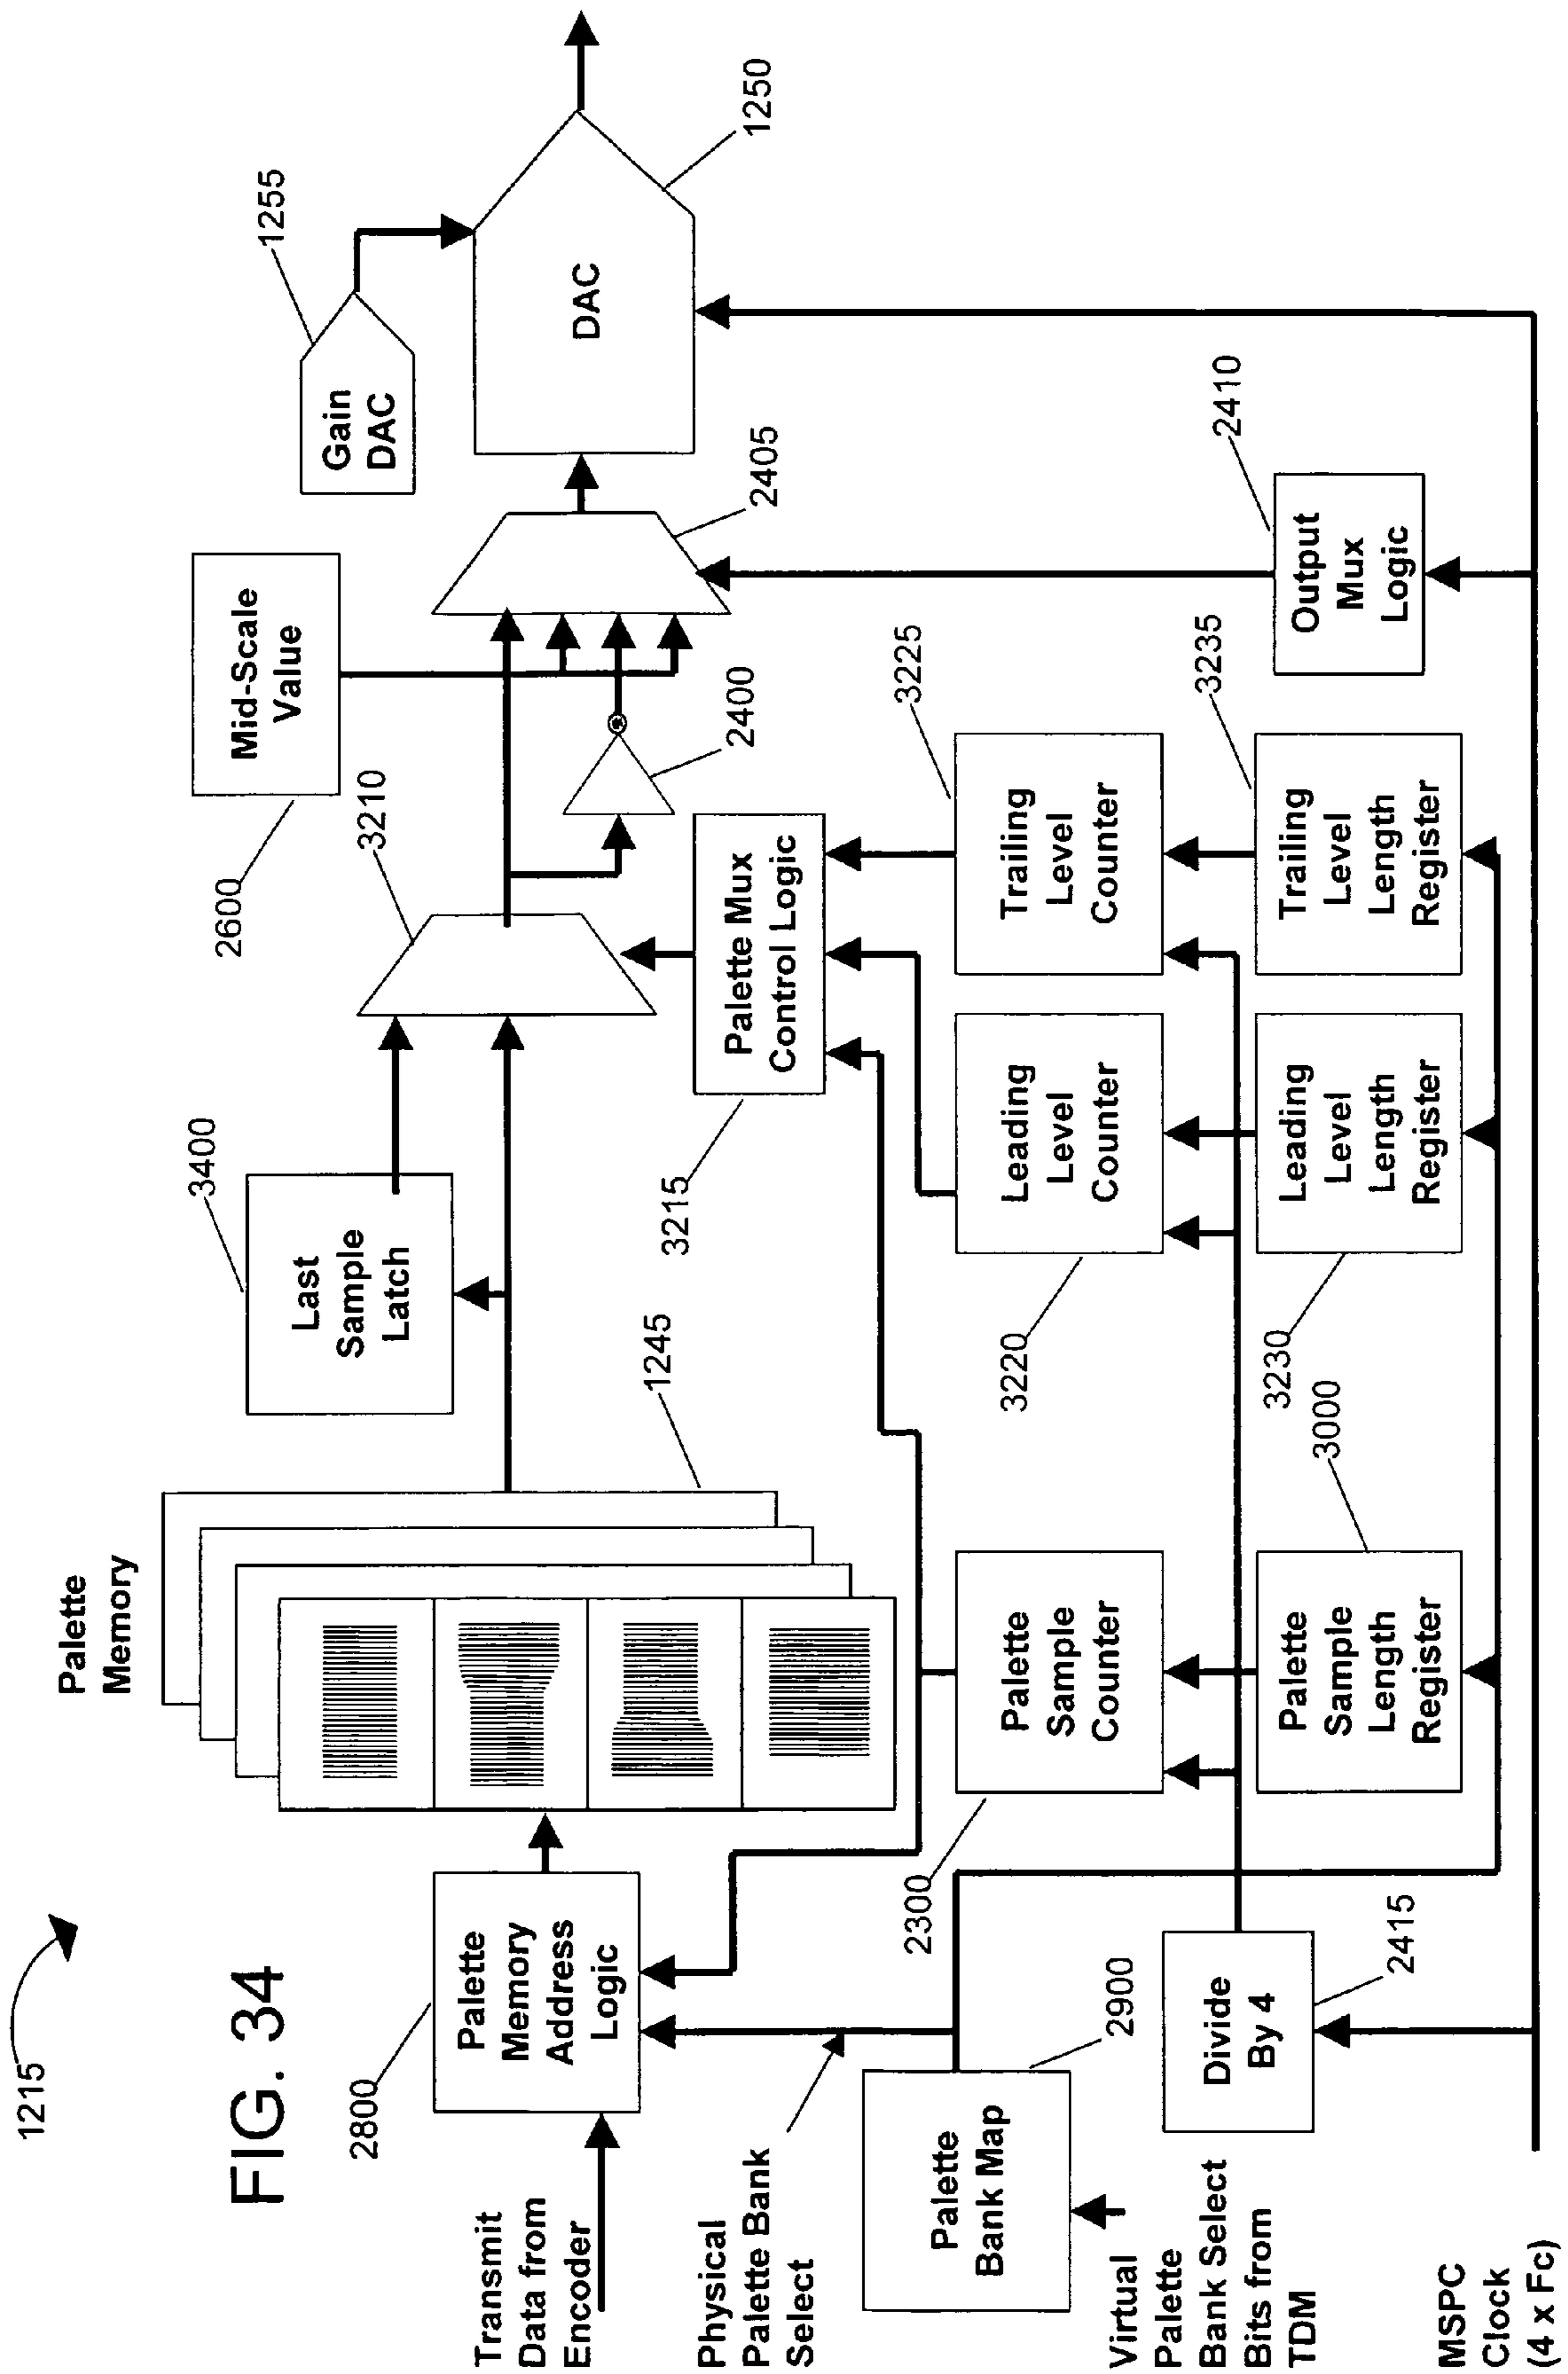 1215
FIG. 34
Palette
Memory
1245
2800
Palette
Memory
Address
Logic
Transmit
Data from
Encoder
Physical
Palette Bank
Select
Palette
Bank Map
2900
Virtual
Palette
Bank Select
Bits from
TDM
Divide
By 4
2415
MSPC
Clock
(4 x Fc)
3400
Last
Sample
Latch
3210
2600
Mid-Scale
Value
2400
2405
Gain
DAC
1255
DAC
1250
3215
Palette Mux
Control Logic
2300
Palette
Sample
Counter
3000
Palette
Sample
Length
Register
3220
Leading
Level
Counter
3230
Leading
Level
Length
Register
3225
Trailing
Level
Counter
3235
Trailing
Level
Length
Register
2410
Output
Mux
Logic